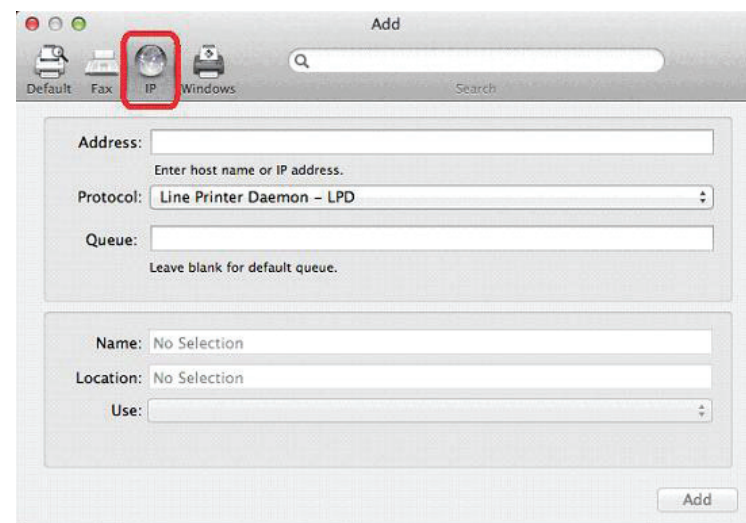 Add
Default Fax IP Windows
Search
Address:
Enter host name or IP address.
Protocol: Line Printer Daemon – LPD
Queue:
Leave blank for default queue.
Name: No Selection
Location: No Selection
Use:
Add